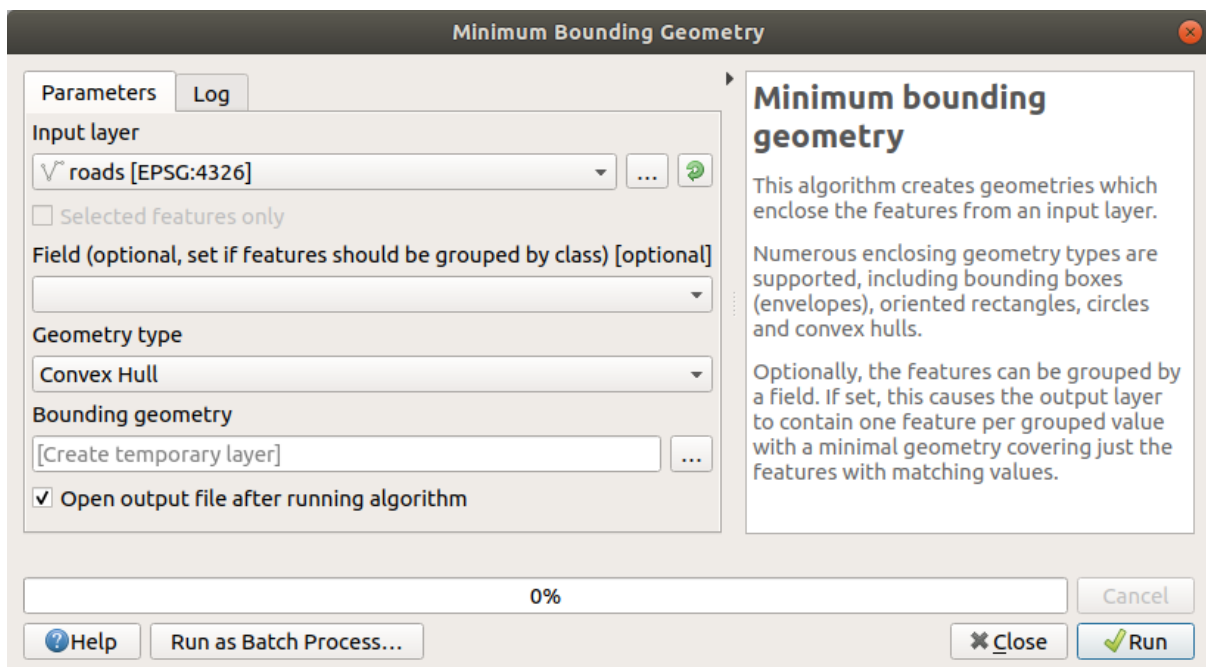 Minimum Bounding Geometry
Parameters
Log
Input layer
roads [EPSG:4326]
...
Selected features only
Field (optional, set if features should be grouped by class) [optional]
Geometry type
Convex Hull
Bounding geometry
[Create temporary layer]
...
Open output file after running algorithm
Minimum bounding
geometry
This algorithm creates geometries which
enclose the features from an input layer.
Numerous enclosing geometry types are
supported, including bounding boxes
(envelopes), oriented rectangles, circles
and convex hulls.
Optionally, the features can be grouped by
a field. If set, this causes the output layer
to contain one feature per grouped value
with a minimal geometry covering just the
features with matching values.
0%
Cancel
Help
Run as Batch Process...
Close
Run